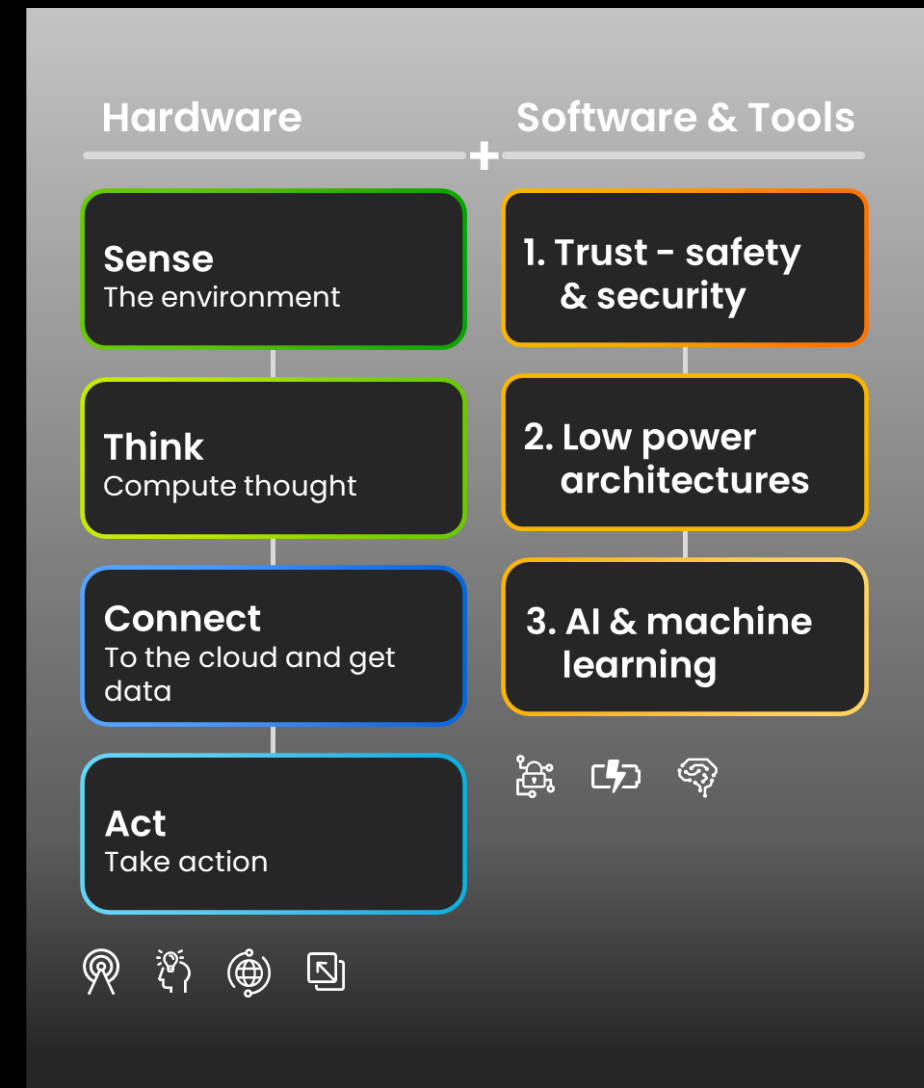 Hardware
+
Software & Tools
Sense
The environment
Think
Compute thought
Connect
To the cloud and get
data
Act
Take action
1. Trust - safety
& security
2. Low power
architectures
3. AI & machine
learning